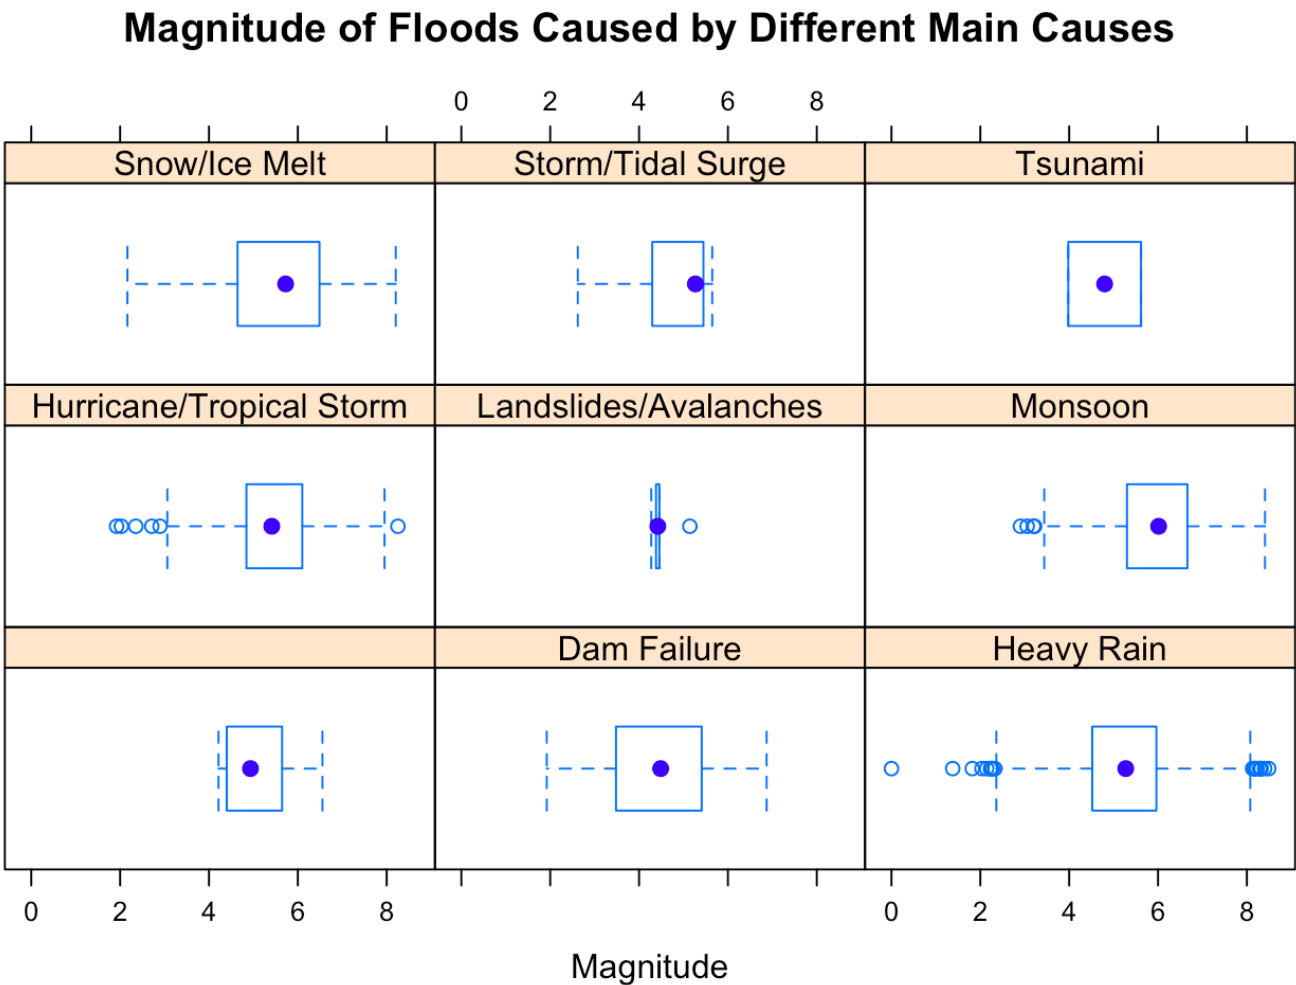 Magnitude of Floods Caused by Different Main Causes
0 2 4 6 8
Snow/Ice Melt Storm/Tidal Surge Tsunami
Hurricane/Tropical Storm Landslides/Avalanches Monsoon
Dam Failure Heavy Rain
0 2 4 6 8 0 2 4 6 8
Magnitude